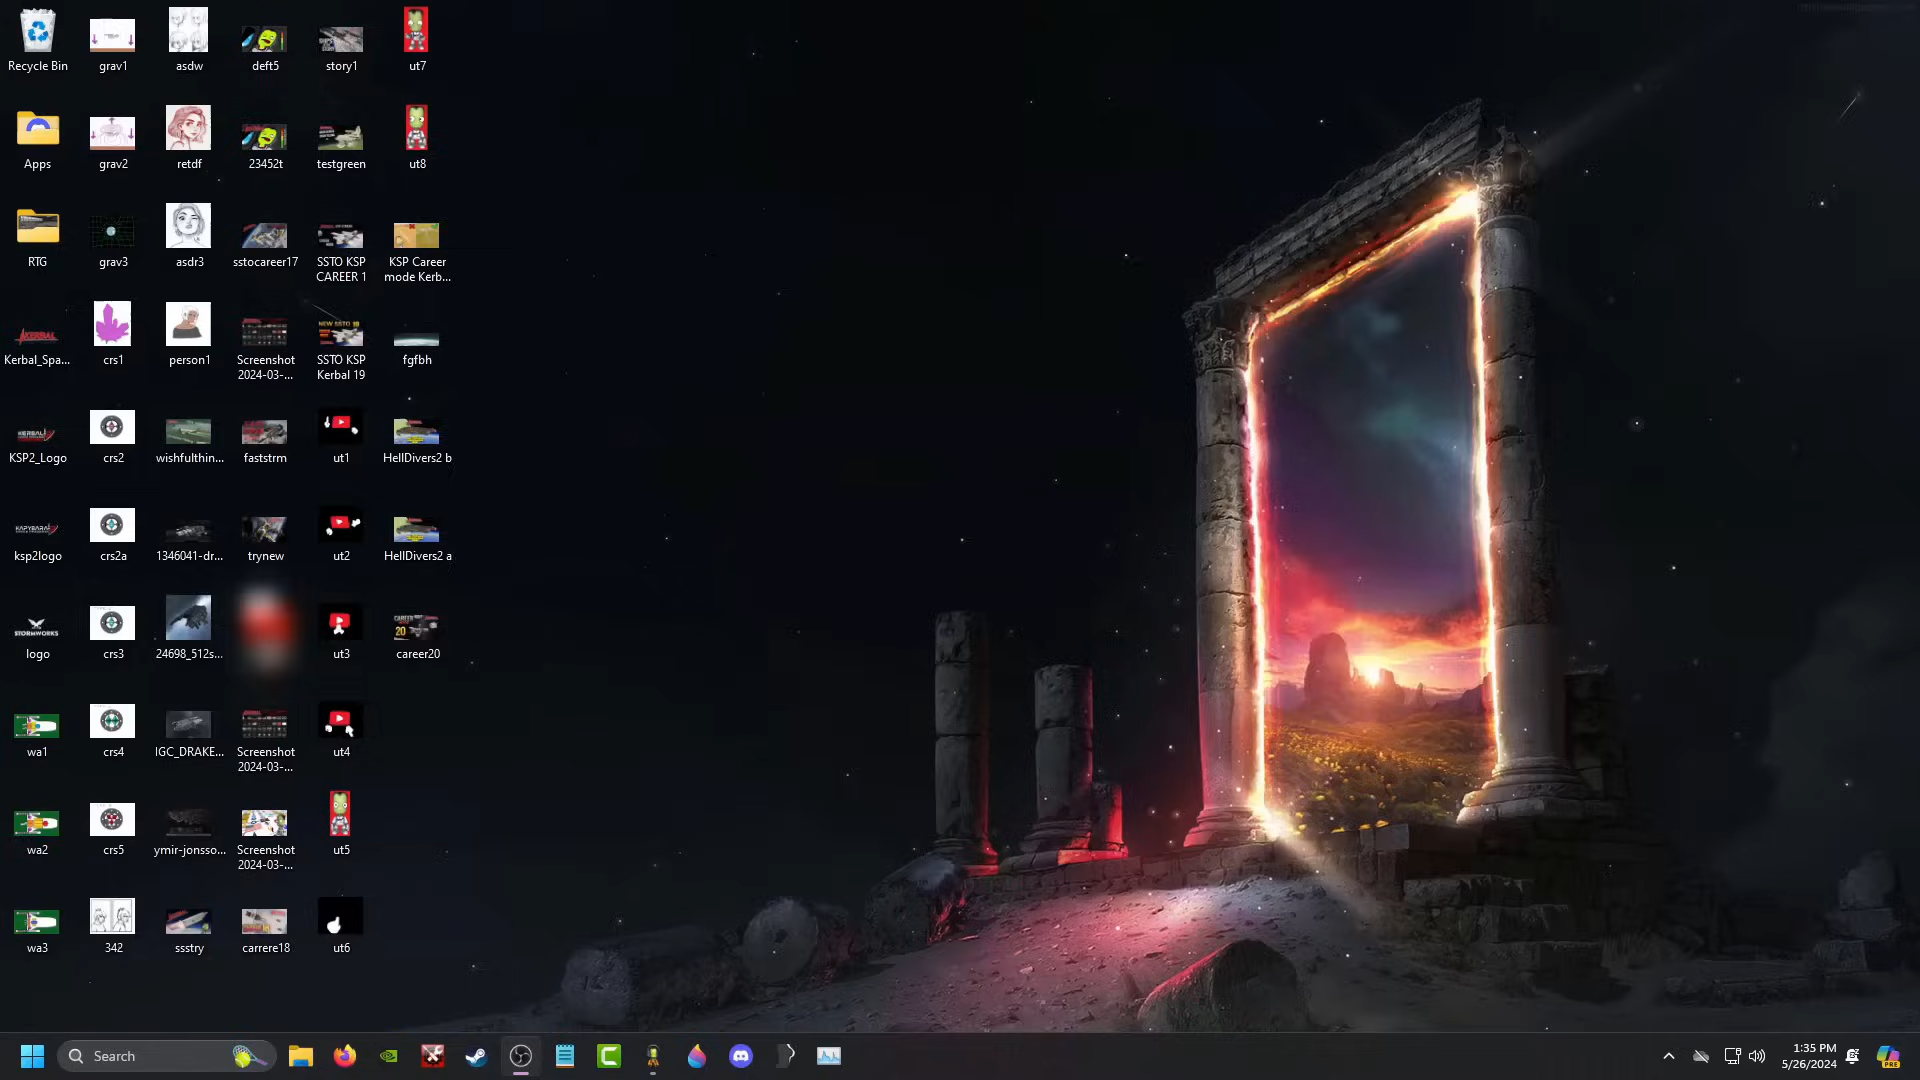 Recycle Bin
grav1
asdw
deft5
story1
ut7
Apps
grav2
retdf
23452t
testgreen
ut8
RTG
grav3
asdr3
sstocareer17
SSTO KSP
CAREER 1
KSP Career
mode Kerb...
Kerbal_Spa...
crs1
person1
Screenshot
2024-03-...
SSTO KSP
Kerbal 19
fgfbh
KSP2_Logo
crs2
wishfulthin...
faststrm
ut1
HellDivers2 b
ksp2logo
crs2a
1346041-dr...
trynew
ut2
HellDivers2 a
STORMWORKS
logo
crs3
24698_512s...
ut3
CAREER
20
career20
wa1
crs4
IGC_DRAKE...
Screenshot
2024-03-...
ut4
wa2
crs5
ymir-jonsso...
Screenshot
2024-03-...
ut5
wa3
342
ssstry
carrere18
ut6
Search
1:35 PM
5/26/2024
PRE